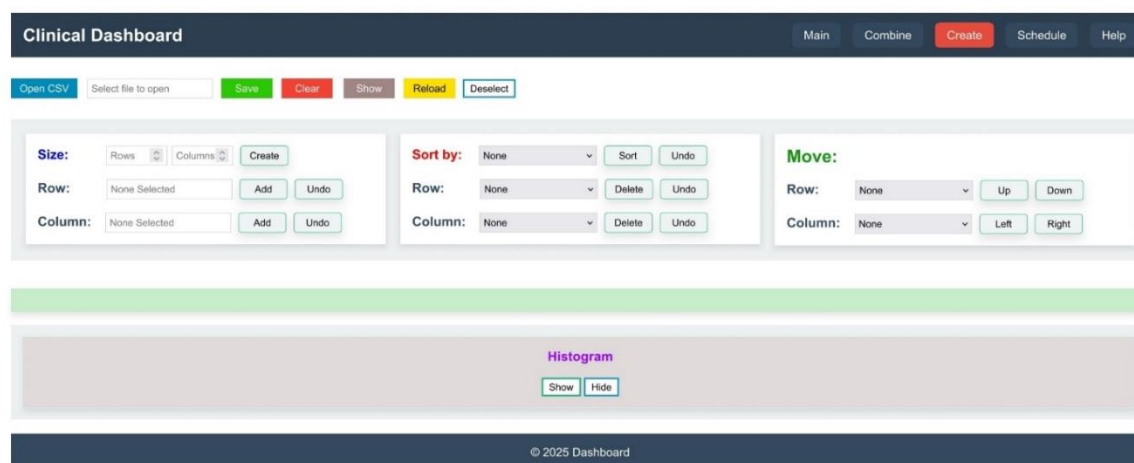 Clinical Dashboard Main Combine Create Schedule Help
Open CSV Select file to open Save Clear Show Reload Deselect
Size: Rows Columns Create
Row: None Selected Add Undo
Column: None Selected Add Undo
Sort by: None Sort Undo
Row: None Delete Undo
Column: None Delete Undo
Move:
Row: None Up Down
Column: None Left Right
Histogram
Show Hide
© 2025 Dashboard